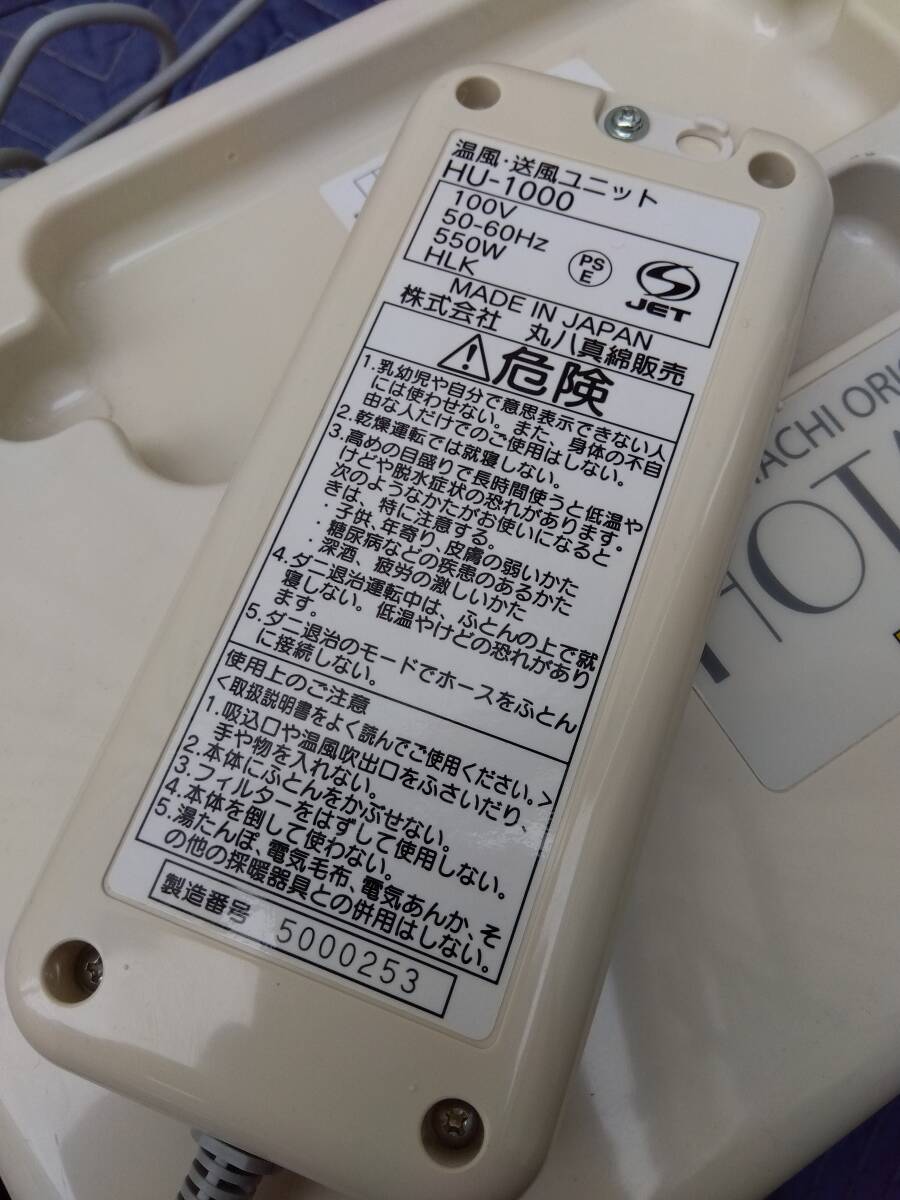 温風・送風ユニット
HU-1000
100V
50-60Hz
550W
HLK
PS
E
JET
MADE IN JAPAN
株式会社 丸八真綿販売
危険
1.乳幼児や自分で意思表示できない人
には使わせない。また、身体の不自
由な人だけでのご使用はしない。
2.乾燥運転では就寝しない。
3.高めの目盛りで長時間使うと低温や
けどや脱水症状の恐れがあります。
次のようなかたがお使いになると
きは、特に注意する。
・子供、年寄り、皮膚の弱いかた
・糖尿病などの疾患のあるかた
・深酒、疲労の激しいかた
4.ダニ退治運転中は、ふとんの上で就
寝しない。低温やけどの恐れがあり
ます。
5.ダニ退治のモードでホースをふとん
に接続しない。
使用上のご注意
<取扱説明書をよく読んでご使用ください。>
1.吸込口や温風吹出口をふさいだり、
手や物を入れない。
2.本体にふとんをかぶせない。
3.フィルターをはずして使用しない。
4.本体を倒して使わない。
5.湯たんぽ、電気毛布、電気あんか、そ
の他の採暖器具との併用はしない。
製造番号 5000253